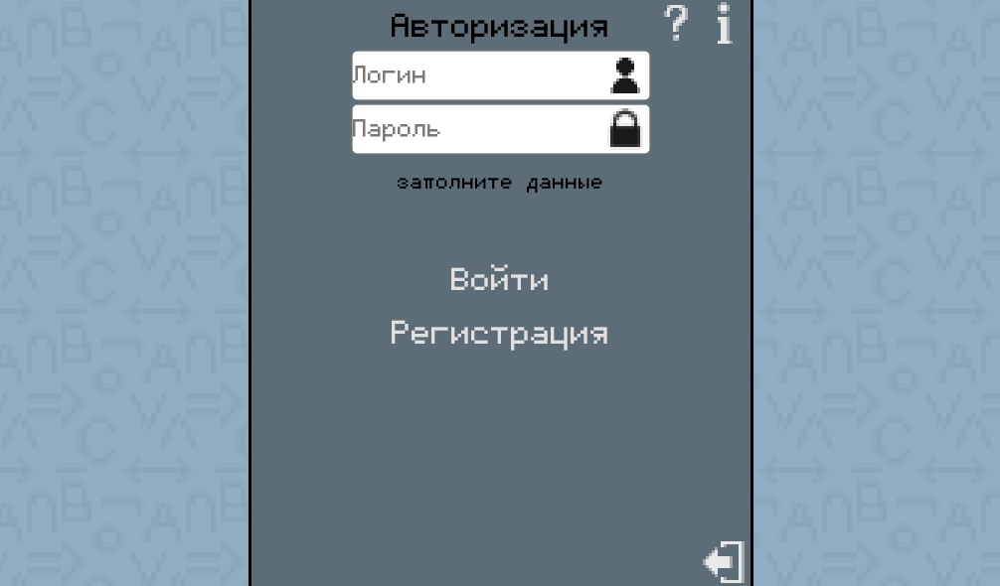 Авторизация ? i
Логин
Пароль
заполните данные
Войти
Регистрация